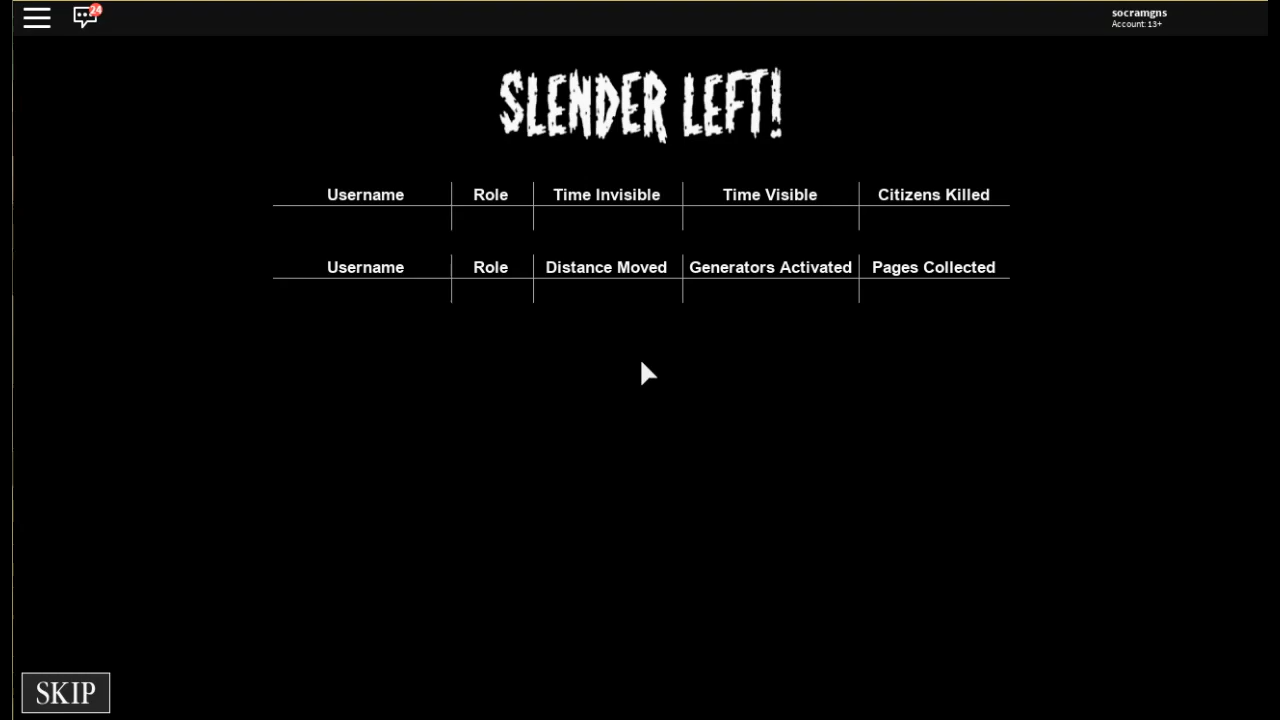 24
socramgns
Account: 13+
SLENDER LEFT!
Username Role Time Invisible Time Visible Citizens Killed
Username Role Distance Moved Generators Activated Pages Collected
SKIP